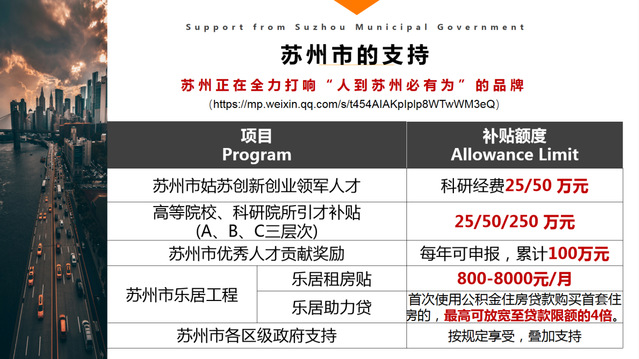 Support from Suzhou Municipal Government
苏州市的支持
苏州正在全力打响“人到苏州必有为”的品牌
(https://mp.weixin.qq.com/s/t454AIAKpIpIp8WTwWM3eQ)
项目 补贴额度
Program Allowance Limit
苏州市姑苏创新创业领军人才 科研经费25/50 万元
高等院校、科研院所引才补贴
(A、B、C三层次) 25/50/250 万元
苏州市优秀人才贡献奖励 每年可申报，累计100万元
苏州市乐居工程 乐居租房贴 800-8000元/月
乐居助力贷 首次使用公积金住房贷款购买首套住
房的，最高可放宽至贷款限额的4倍。
苏州市各区级政府支持 按规定享受，叠加支持